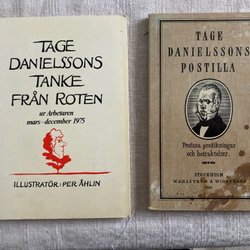 TAGE
DANIELSSONS
TANKE
FRÅN ROTEN
ur Arbetaren
mars-december 1975
ILLUSTRATÖR: PER ÅHLIN
TAGE
DANIELSSONS
POSTILLA
Profana predikningar
och betraktelser.
STOCKHOLM
WAHLSTRÖM & WIDSTRAND